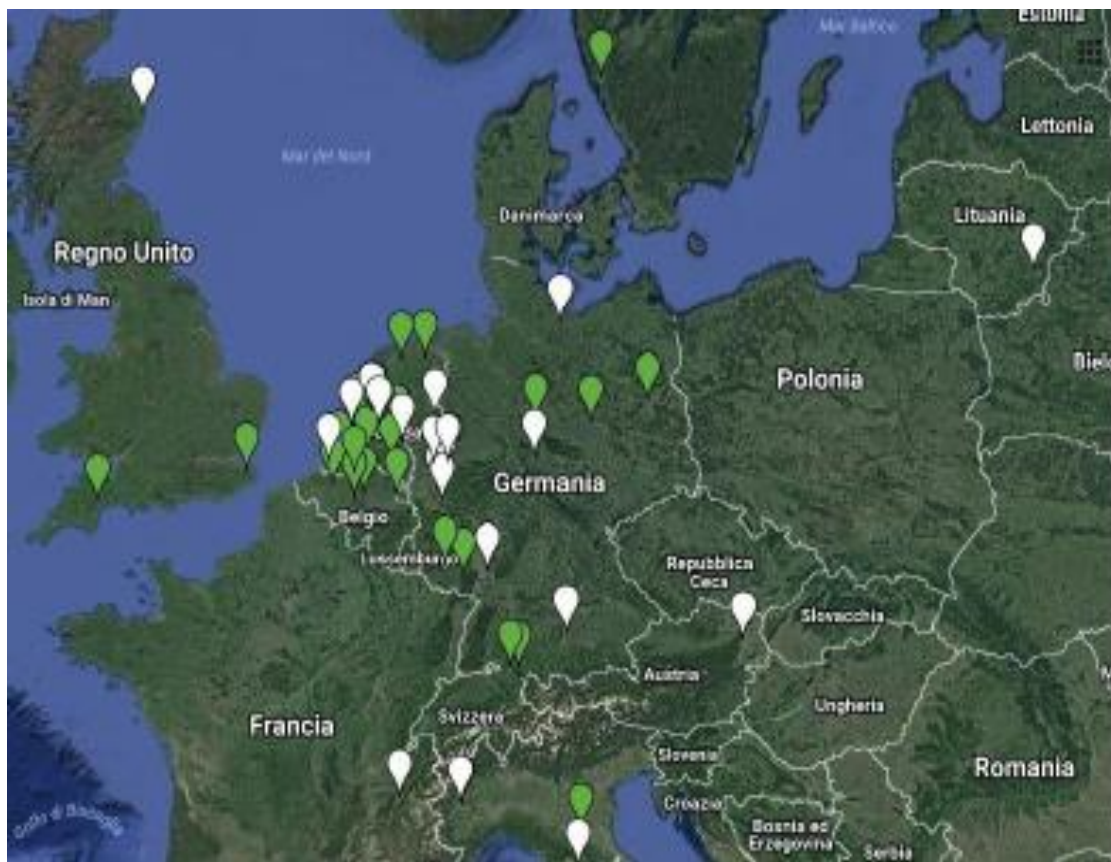 Estonia
Mar Baltico
Lettonia
Mar del Nord
Danimarca
Lituania
Regno Unito
Isola di Man
Polonia
Germania
Belgio
Lussemburgo
Repubblica
Ceca
Slovacchia
Austria
Ungheria
Francia
Svizzera
Slovenia
Romania
Croazia
Golfo di Biscaglia
Bosnia ed
Erzegovina
Serbia